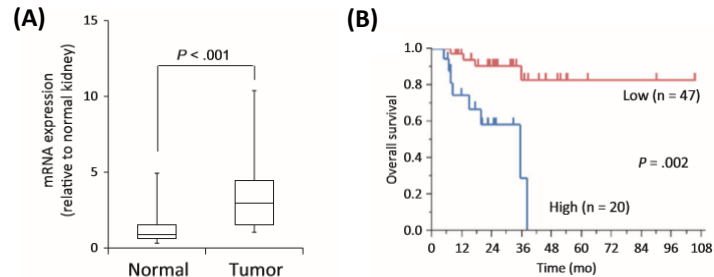 (A)
mRNA expression
(relative to normal kidney)
15
10
5
0
P < .001
Normal
Tumor
(B)
Overall survival
1.0
0.8
0.6
0.4
0.2
0.0
Low (n = 47)
P = .002
High (n = 20)
0 12 24 36 48 60 72 84 96 108
Time (mo)